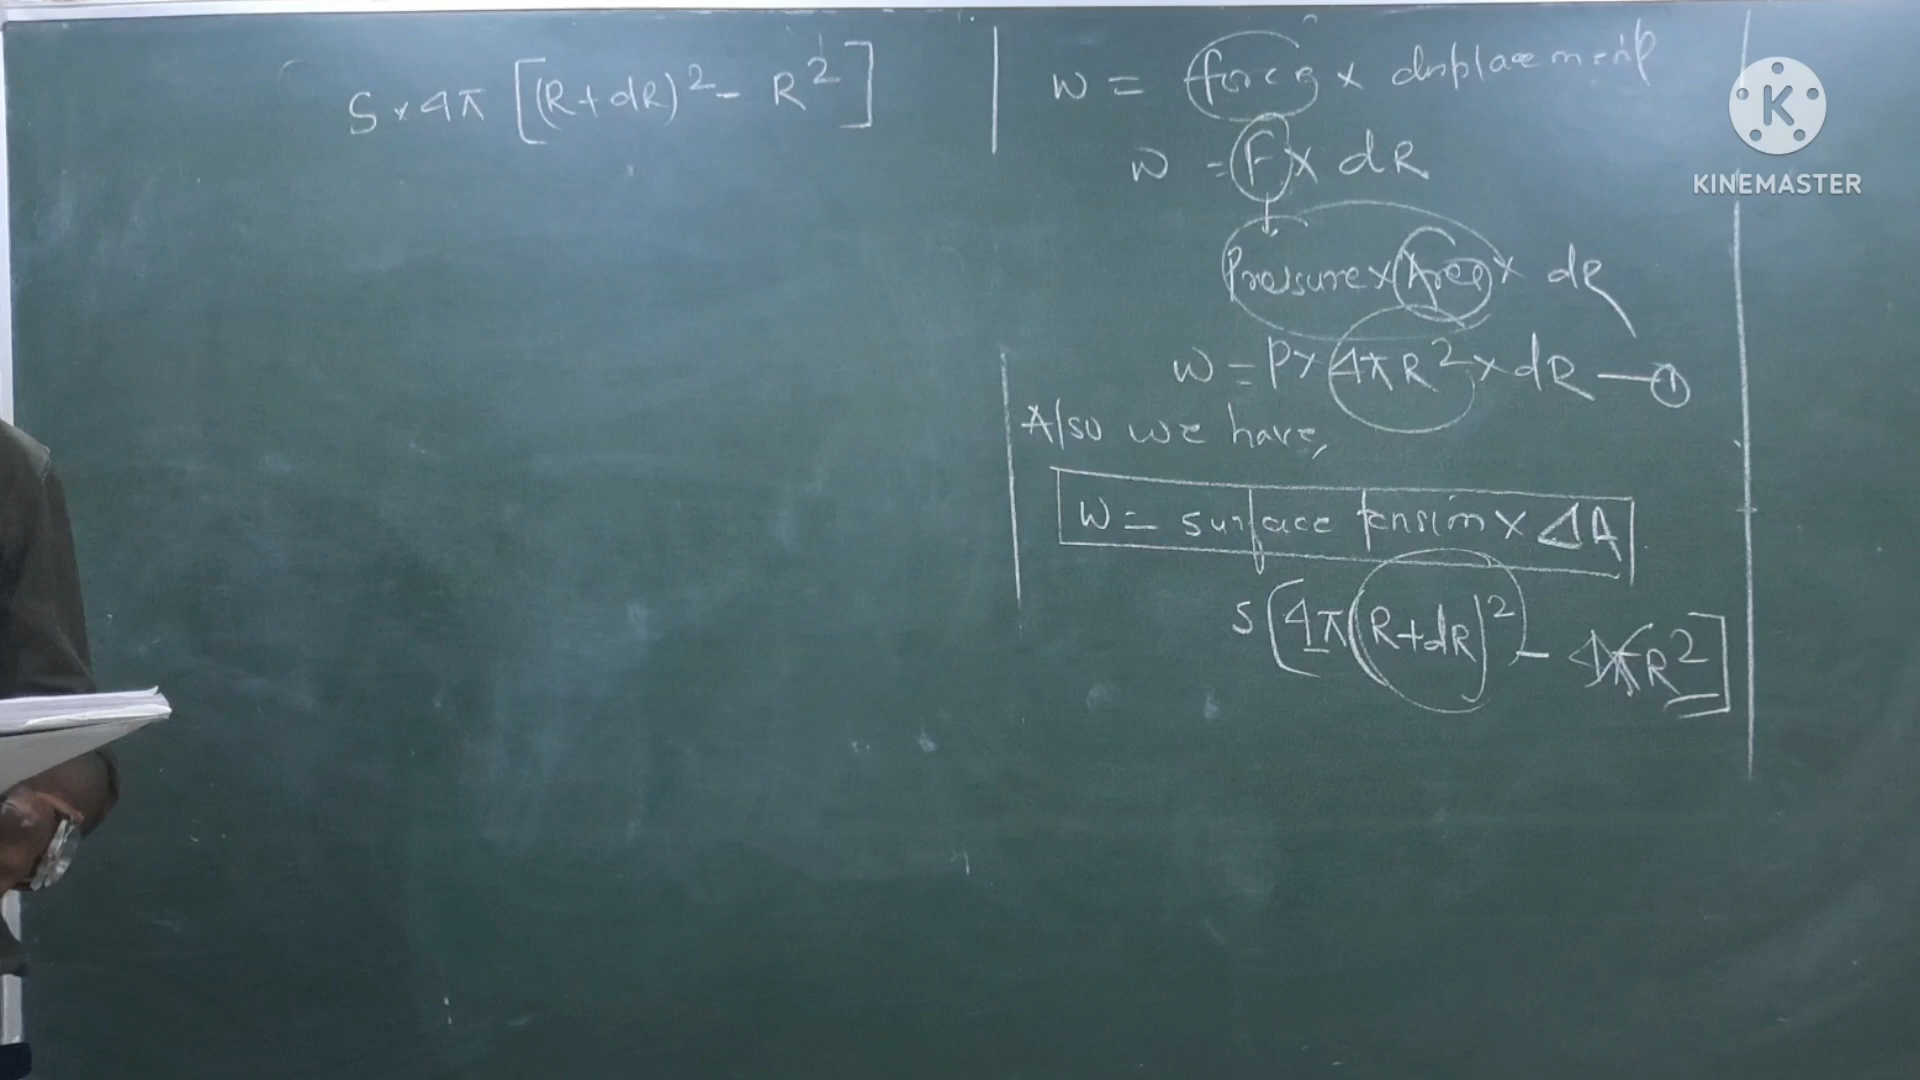 S × 4π [(R+dR)² - R²]
W = force × displacement
W = F × dR
Pressure × Area × dR
W = P × 4πR² × dR — ①
Also we have,
W = surface tension × ΔA
S [4π(R+dR)² - 4πR²]
K
KINEMASTER